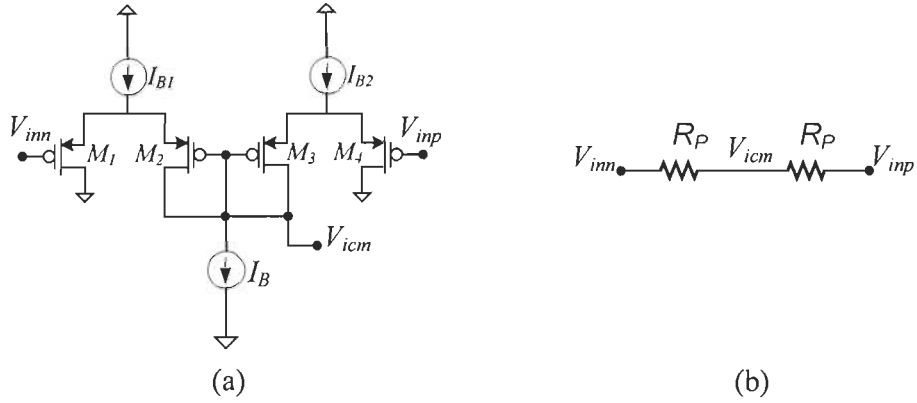 I_B1 I_B2
V_inn M_1 M_2 M_3 M_4 V_inp
V_icm
I_B
(a)
R_P R_P
V_inn V_icm V_inp
(b)